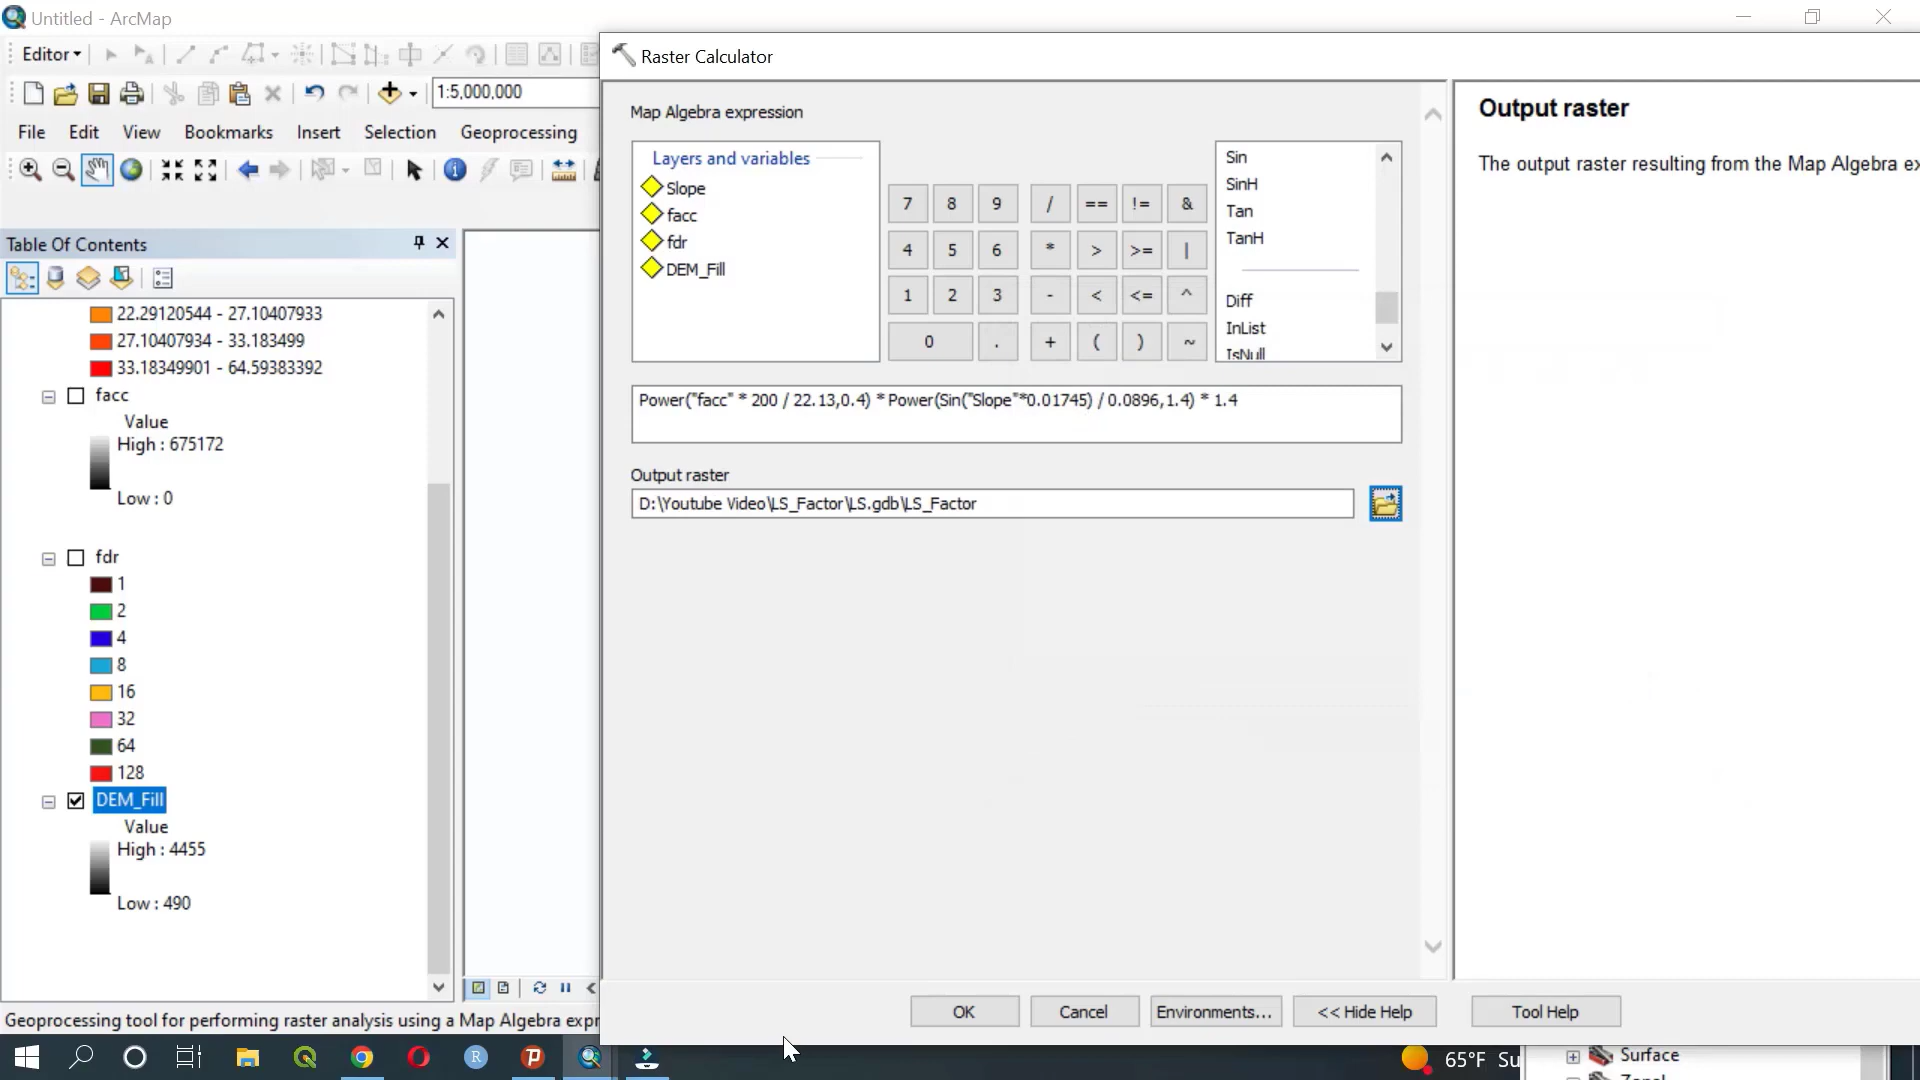 Untitled - ArcMap
Editor
1:5,000,000
File Edit View Bookmarks Insert Selection Geoprocessing
Table Of Contents
22.29120544 - 27.10407933
27.10407934 - 33.183499
33.18349901 - 64.59383392
facc
Value
High : 675172
Low : 0
fdr
1
2
4
8
16
32
64
128
DEM_Fill
Value
High : 4455
Low : 490
Geoprocessing tool for performing raster analysis using a Map Algebra expr
Raster Calculator
Map Algebra expression
Layers and variables
Slope
facc
fdr
DEM_Fill
7 8 9 / == != &
4 5 6 * > >= |
1 2 3 - < <= ^
0 . + ( ) ~
Sin
SinH
Tan
TanH
Diff
InList
IsNull
Power("facc" * 200 / 22.13,0.4) * Power(Sin("Slope"*0.01745) / 0.0896,1.4) * 1.4
Output raster
D:\Youtube Video\LS_Factor\LS.gdb\LS_Factor
OK Cancel Environments... << Hide Help Tool Help
Output raster
The output raster resulting from the Map Algebra ex
R
65°F Su
Surface